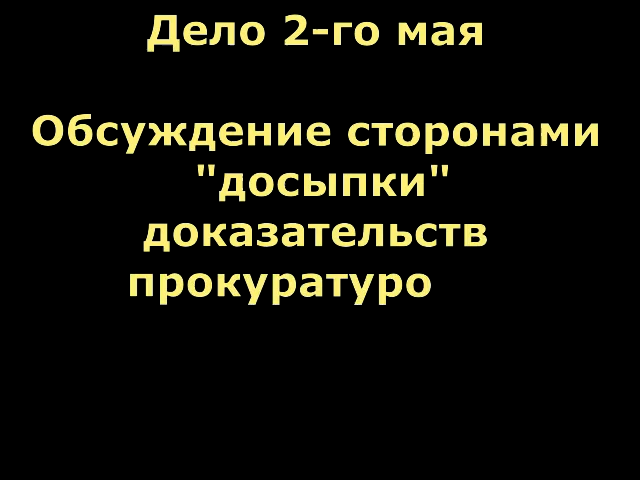 Дело 2-го мая
Обсуждение сторонами
"досыпки"
доказательств
прокуратуро